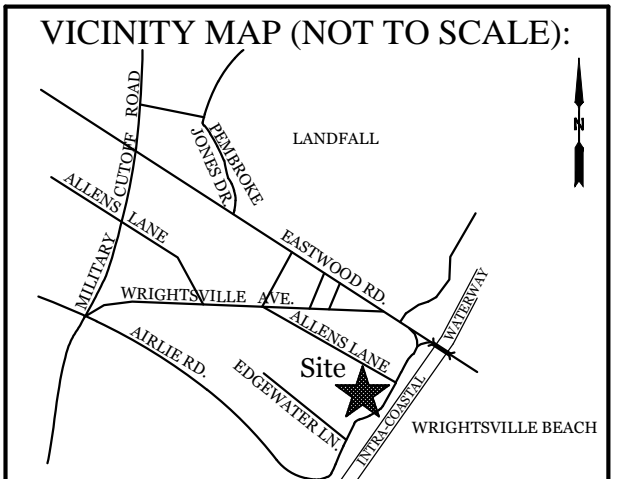 VICINITY MAP (NOT TO SCALE):
MILITARY CUTOFF ROAD
PEMBROKE
JONES DR.
LANDFALL
N
ALLENS LANE
EASTWOOD RD.
WRIGHTSVILLE AVE.
ALLENS LANE
AIRLIE RD.
Site
EDGEWATER LN.
INTRA-COASTAL WATERWAY
WRIGHTSVILLE BEACH